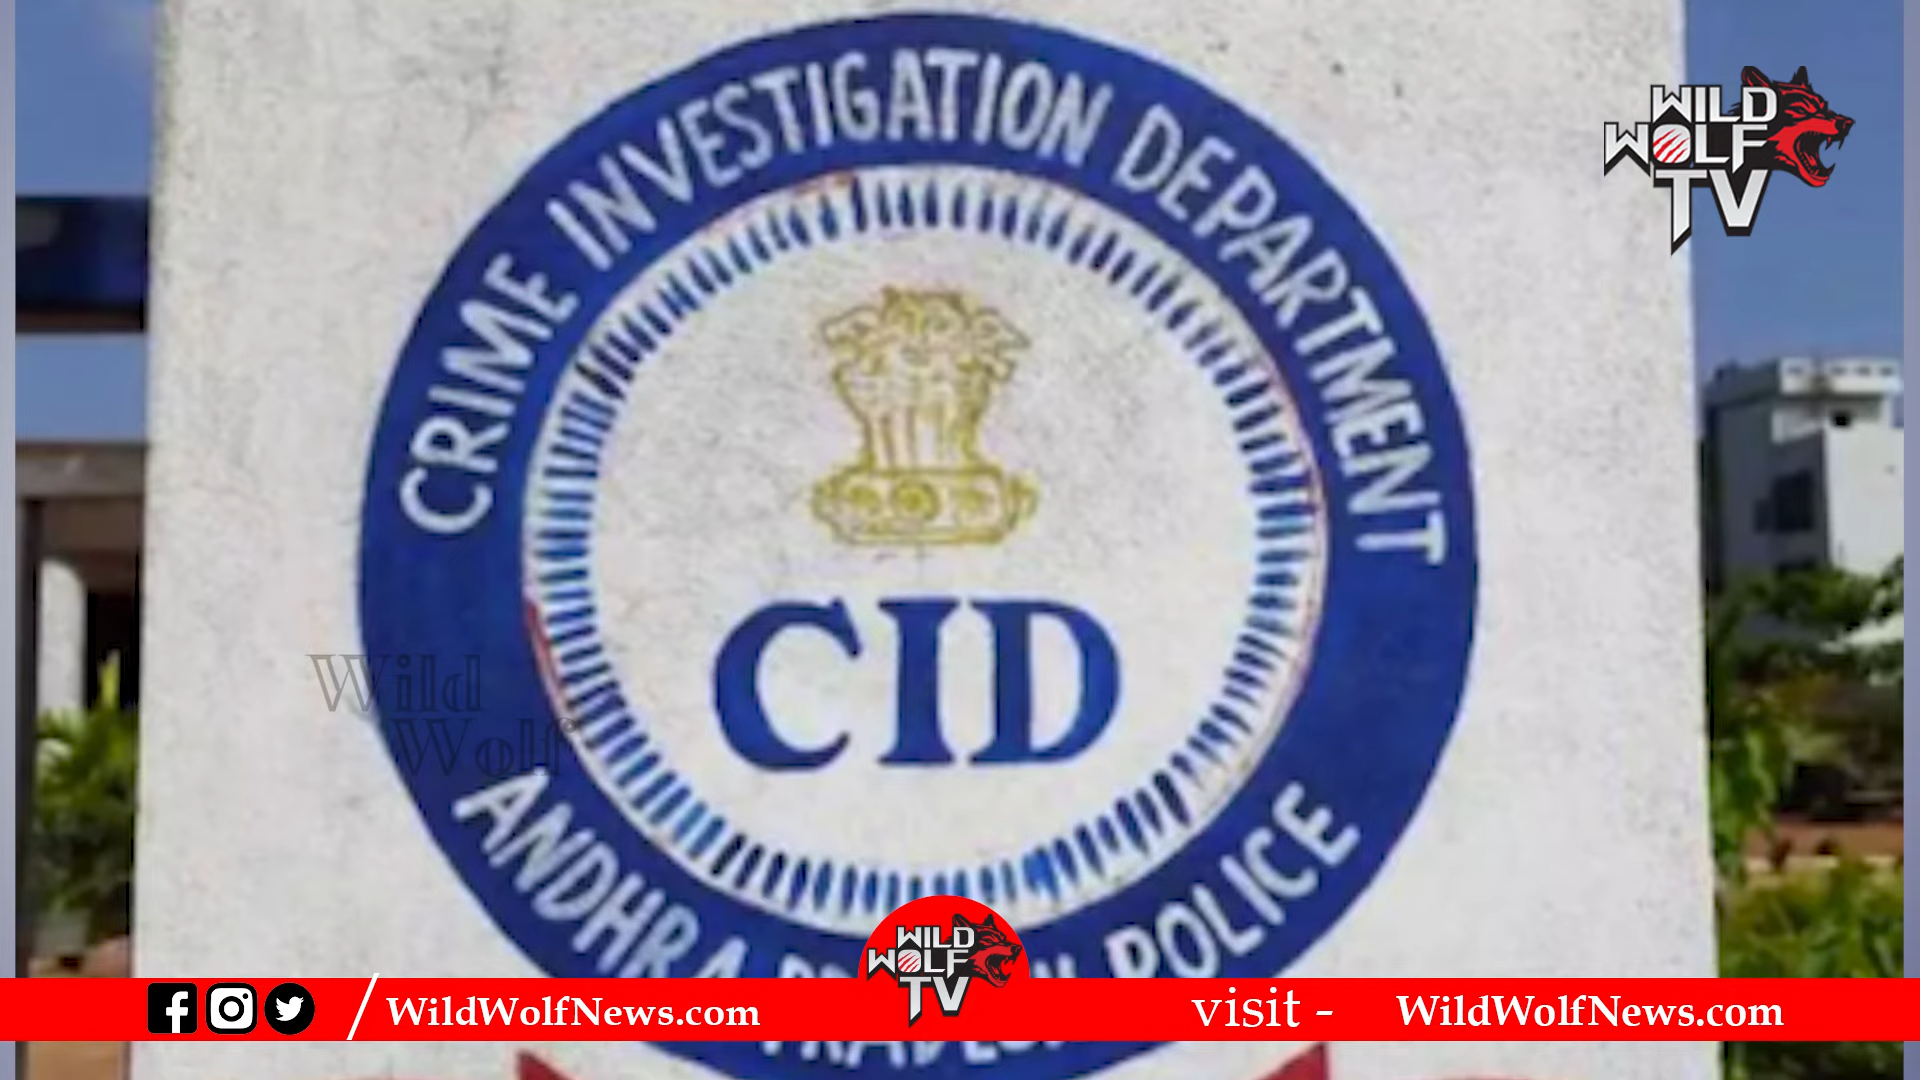 CRIME INVESTIGATION DEPARTMENT
WILD
WOLF
TV
CID
Wild
Wolf
ANDHRA PRADESH POLICE
WILD
WOLF
TV
WildWolfNews.com
visit - WildWolfNews.com